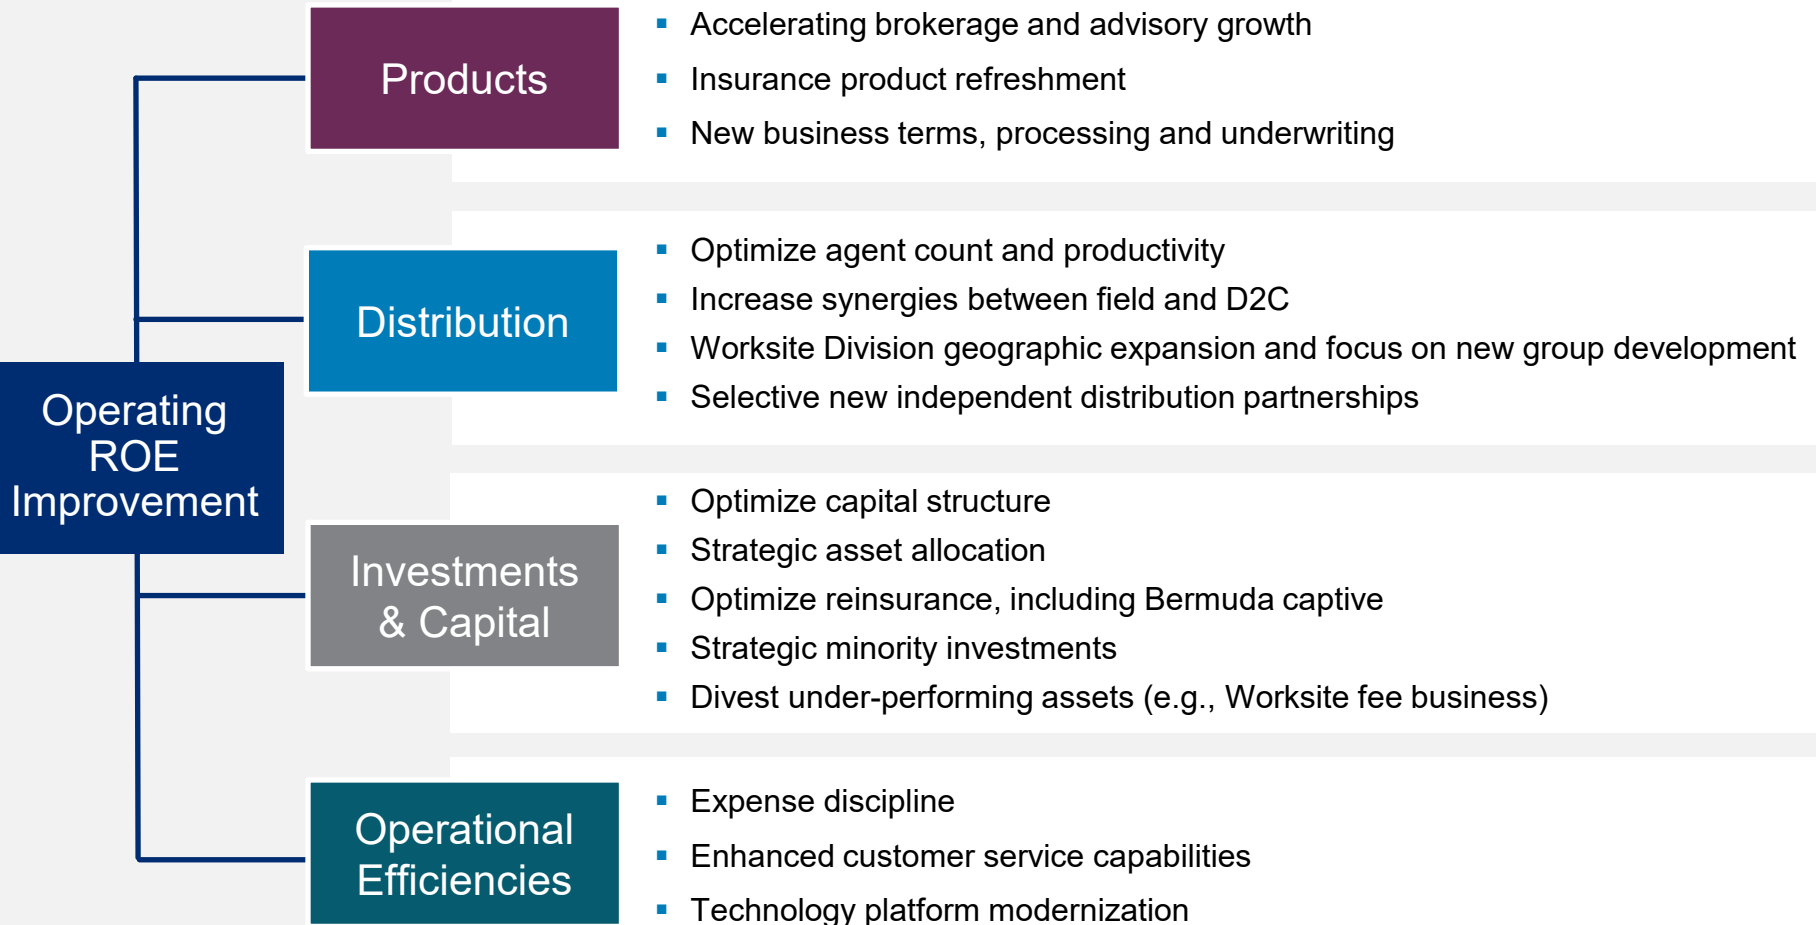 Operating
ROE
Improvement
Products
▪ Accelerating brokerage and advisory growth
▪ Insurance product refreshment
▪ New business terms, processing and underwriting
Distribution
▪ Optimize agent count and productivity
▪ Increase synergies between field and D2C
▪ Worksite Division geographic expansion and focus on new group development
▪ Selective new independent distribution partnerships
Investments
& Capital
▪ Optimize capital structure
▪ Strategic asset allocation
▪ Optimize reinsurance, including Bermuda captive
▪ Strategic minority investments
▪ Divest under-performing assets (e.g., Worksite fee business)
Operational
Efficiencies
▪ Expense discipline
▪ Enhanced customer service capabilities
▪ Technology platform modernization